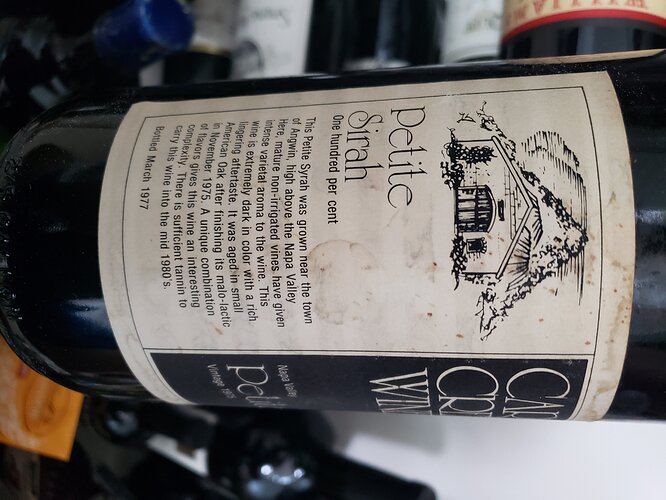 petite
Sirah
One hundred per cent
This Petite Syrah was grown near the town
of Angwin, high above the Napa Valley.
Here, mature non-irrigated vines have given
intense varietal aroma to the wine. This
wine is extremely dark in color with a rich
lingering aftertaste. It was aged in small
American oak after finishing its malo-lactic
in November 1975. A unique combination
of flavors gives this wine an interesting
complexity. There is sufficient tannin to
carry this wine into the mid 1980's.
Bottled March 1977
Napa Valley
Vintage
WILLIAM